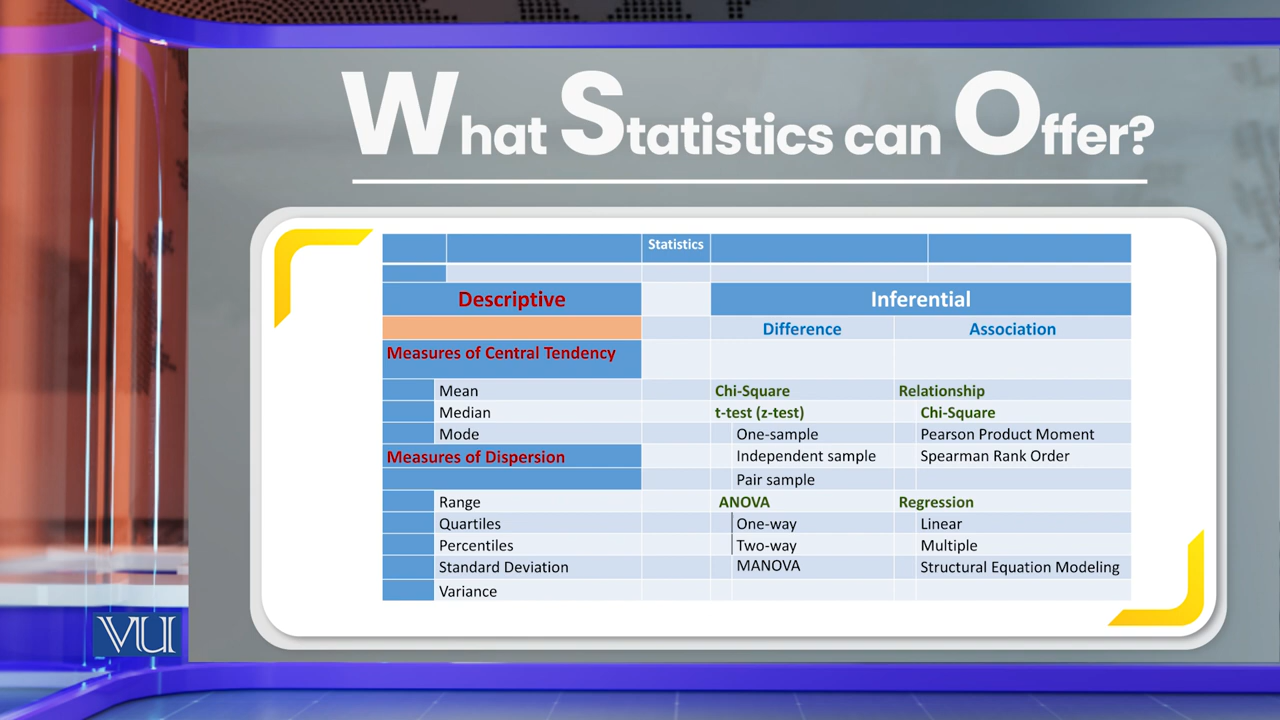 What Statistics can Offer?
Statistics
Descriptive
Inferential
Difference
Association
Measures of Central Tendency
Mean
Chi-Square
Relationship
Median
t-test (z-test)
Chi-Square
Mode
One-sample
Pearson Product Moment
Measures of Dispersion
Independent sample
Spearman Rank Order
Pair sample
Range
ANOVA
Regression
Quartiles
One-way
Linear
Percentiles
Two-way
Multiple
Standard Deviation
MANOVA
Structural Equation Modeling
Variance
VU